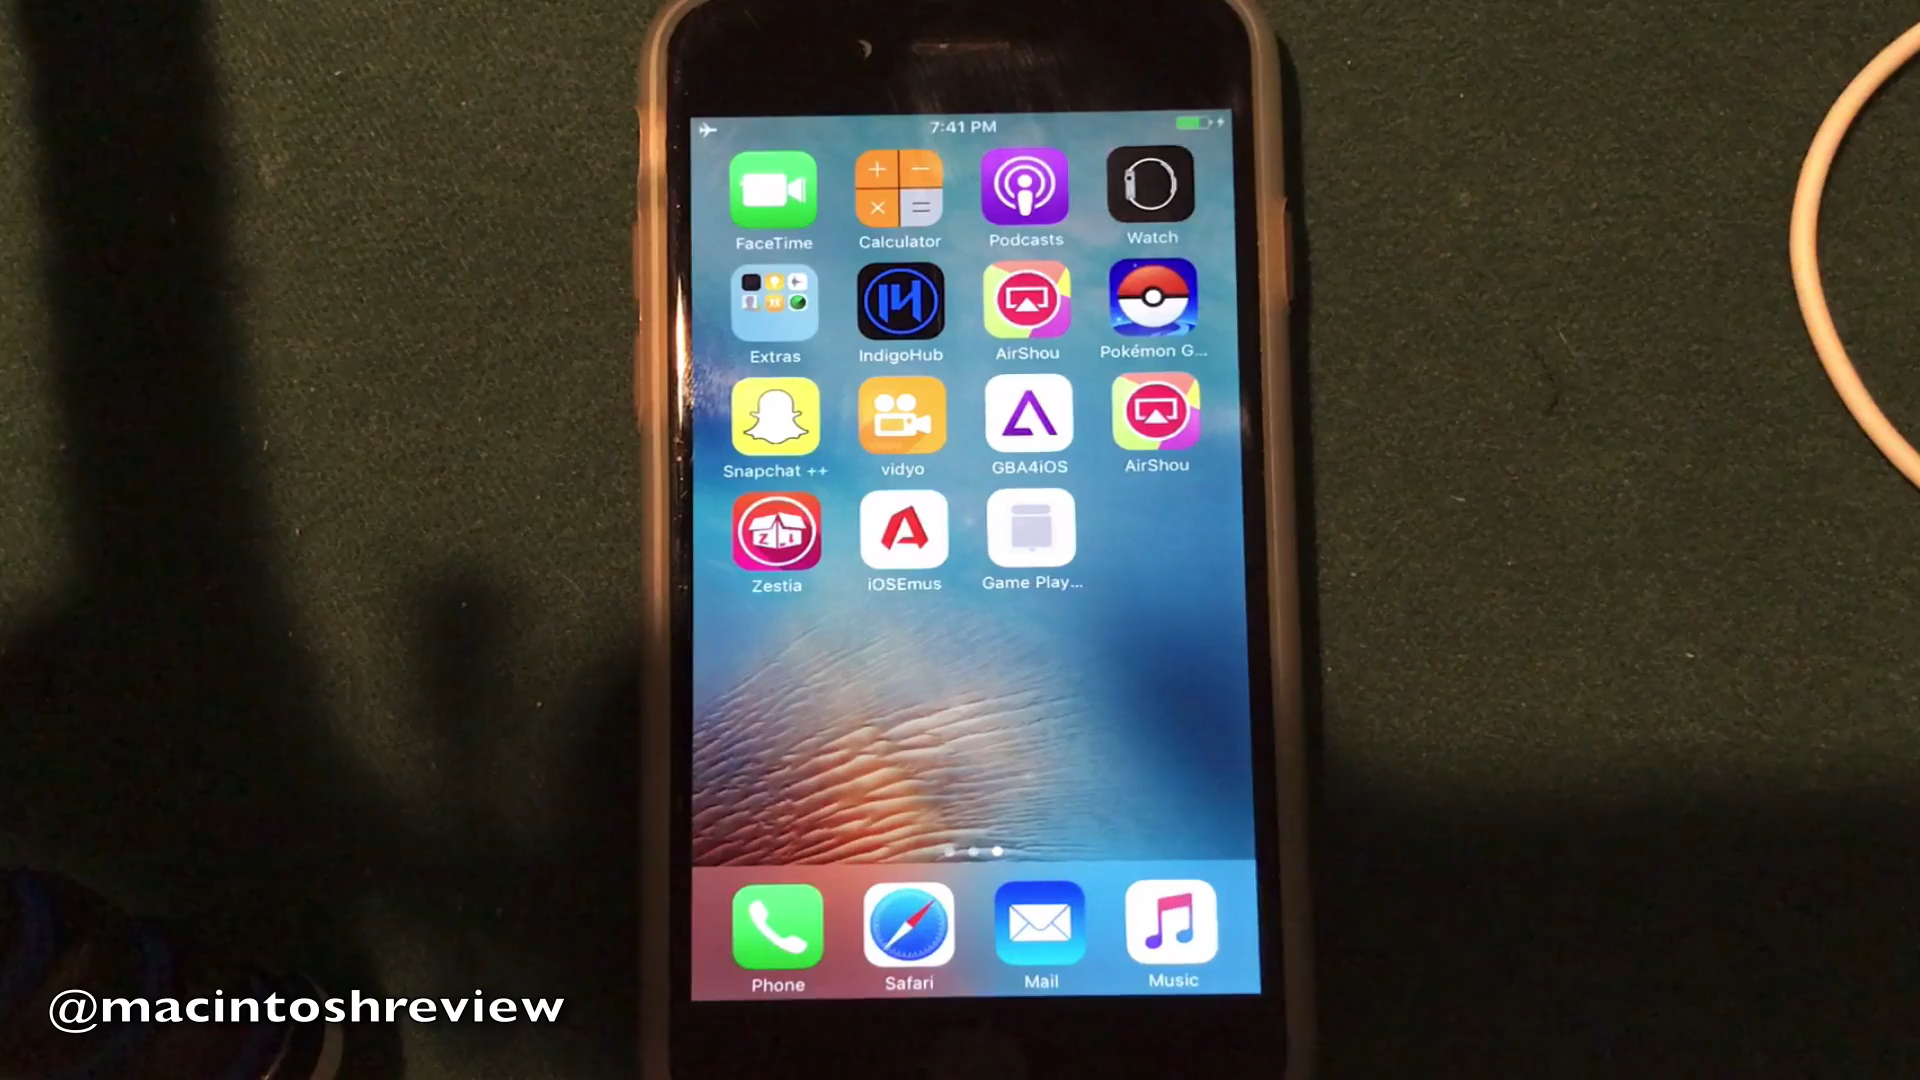 7:41 PM
FaceTime
Calculator
Podcasts
Watch
Extras
IndigoHub
AirShou
Pokémon G...
Snapchat ++
vidyo
GBA4iOS
AirShou
Zestia
iOSEmus
Game Play...
Phone
Safari
Mail
Music
@macintoshreview